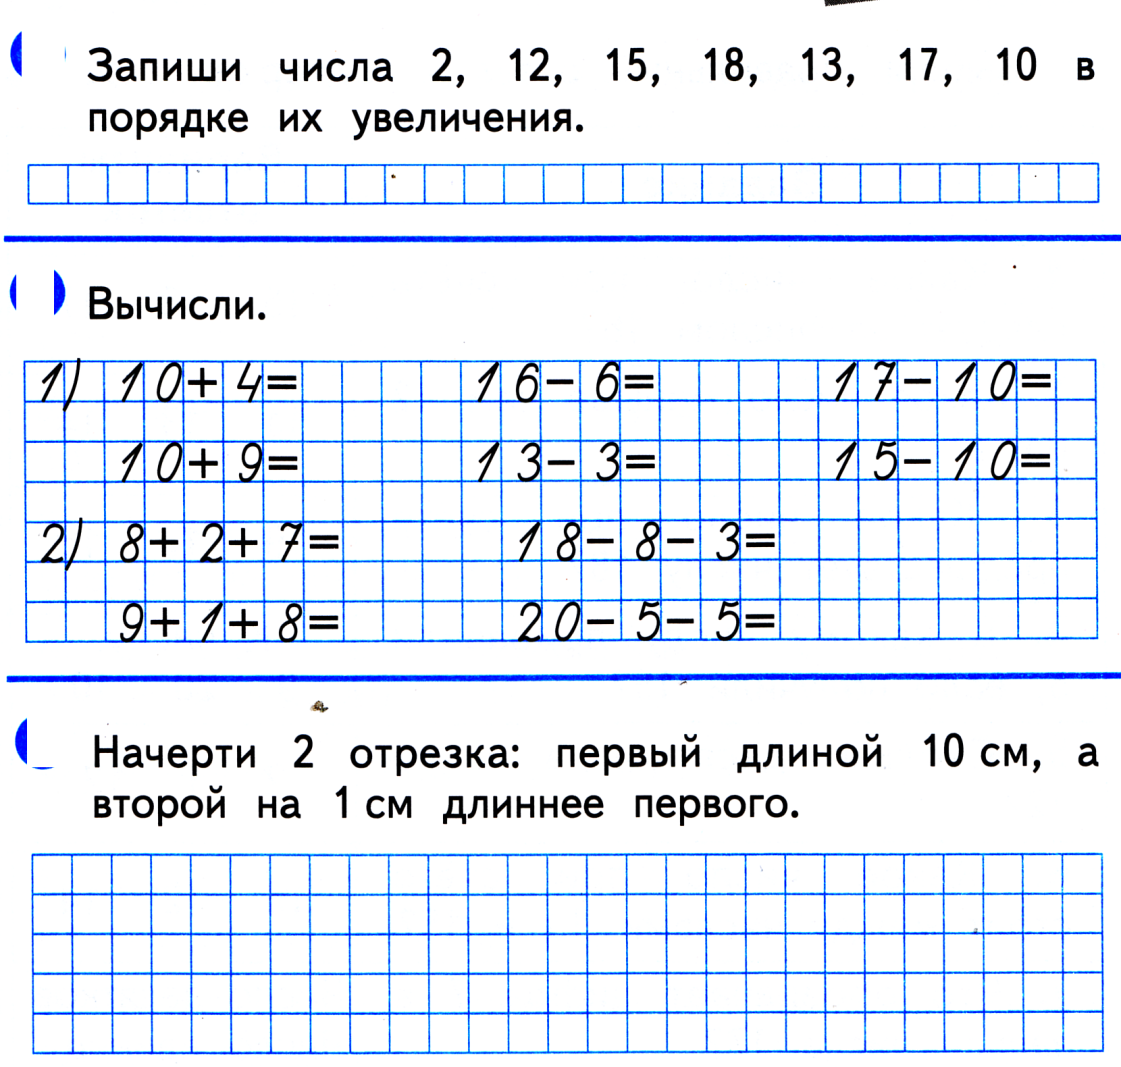 Запиши числа 2, 12, 15, 18, 13, 17, 10 в
порядке их увеличения.
Вычисли.
1) 10+4= 16-6= 17-10=
10+9= 13-3= 15-10=
2) 8+2+7= 18-8-3=
9+1+8= 20-5-5=
Начерти 2 отрезка: первый длиной 10 см, а
второй на 1 см длиннее первого.